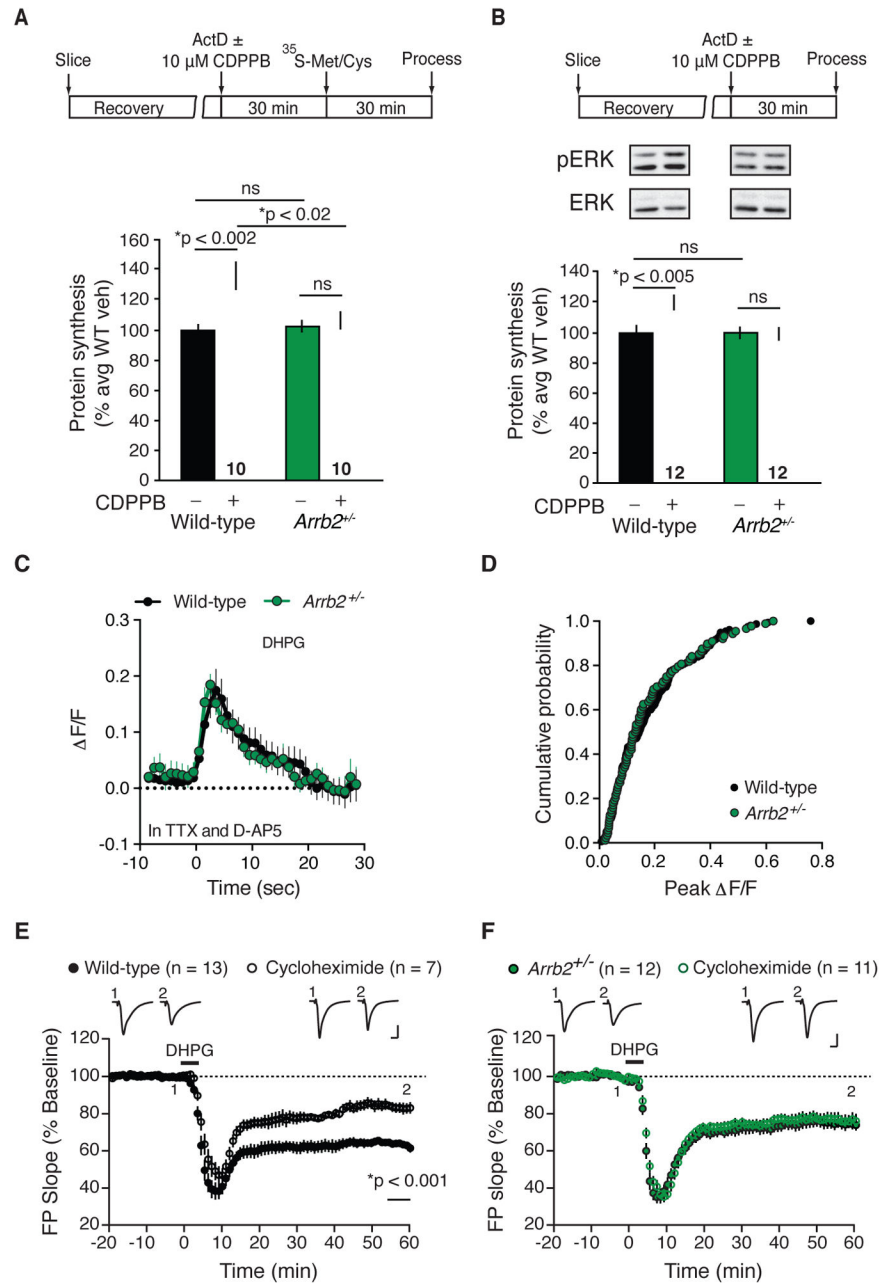 A
Slice
ActD ±
10 µM CDPPB
35S-Met/Cys
Process
Recovery
30 min
30 min
ns
*p < 0.02
*p < 0.002
ns
Protein synthesis
(% avg WT veh)
160
140
120
100
80
60
40
20
0
10
10
CDPPB
–
+
–
+
Wild-type
Arrb2+/-
B
Slice
ActD ±
10 µM CDPPB
Process
Recovery
30 min
pERK
ERK
ns
*p < 0.005
ns
Protein synthesis
(% avg WT veh)
140
120
100
80
60
40
20
0
12
12
CDPPB
–
+
–
+
Wild-type
Arrb2+/-
C
Wild-type
Arrb2+/-
DHPG
ΔF/F
0.3
0.2
0.1
0.0
-0.1
In TTX and D-AP5
-10
0
10
20
30
Time (sec)
D
Cumulative probability
1.0
0.8
0.6
0.4
0.2
0.0
Wild-type
Arrb2+/-
0.0
0.2
0.4
0.6
0.8
Peak ΔF/F
E
Wild-type (n = 13)
Cycloheximide (n = 7)
1
2
1
2
DHPG
1
2
FP Slope (% Baseline)
120
100
80
60
40
20
*p < 0.001
-20
-10
0
10
20
30
40
50
60
Time (min)
F
Arrb2+/- (n = 12)
Cycloheximide (n = 11)
1
2
1
2
DHPG
1
2
FP slope (% Baseline)
120
100
80
60
40
20
-20
-10
0
10
20
30
40
50
60
Time (min)